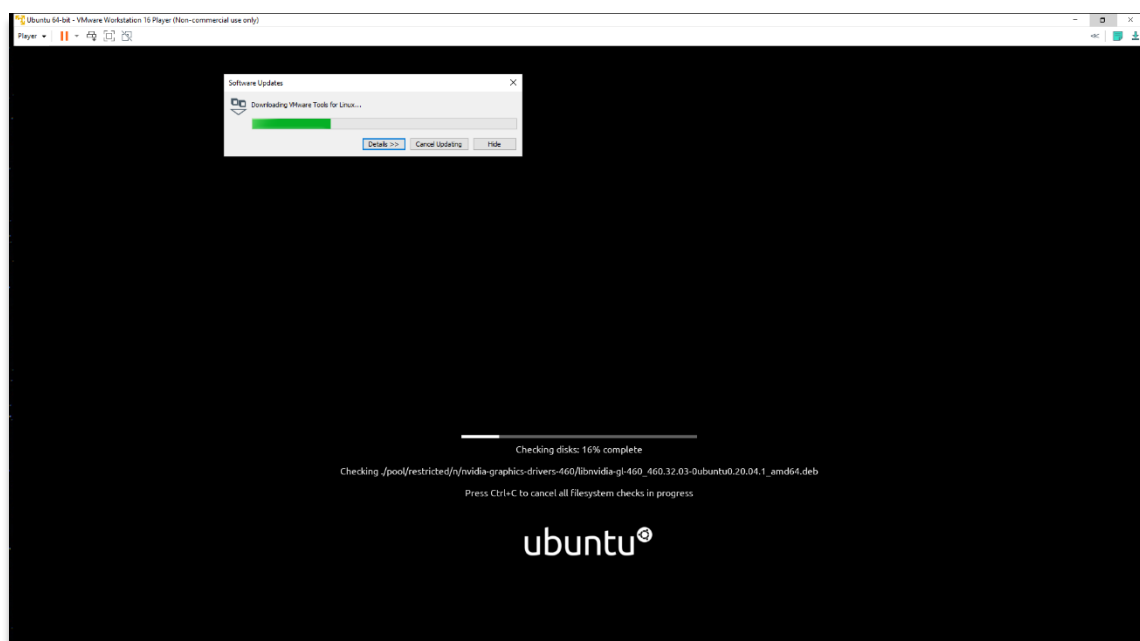 Ubuntu 64-bit - VMware Workstation 16 Player (Non-commercial use only)
Player
Software Updates
Downloading VMware Tools for Linux...
Details >>
Cancel Updating
Hide
Checking disks: 16% complete
Checking ./pool/restricted/n/nvidia-graphics-drivers-460/libnvidia-gl-460_460.32.03-0ubuntu0.20.04.1_amd64.deb
Press Ctrl+C to cancel all filesystem checks in progress
ubuntu